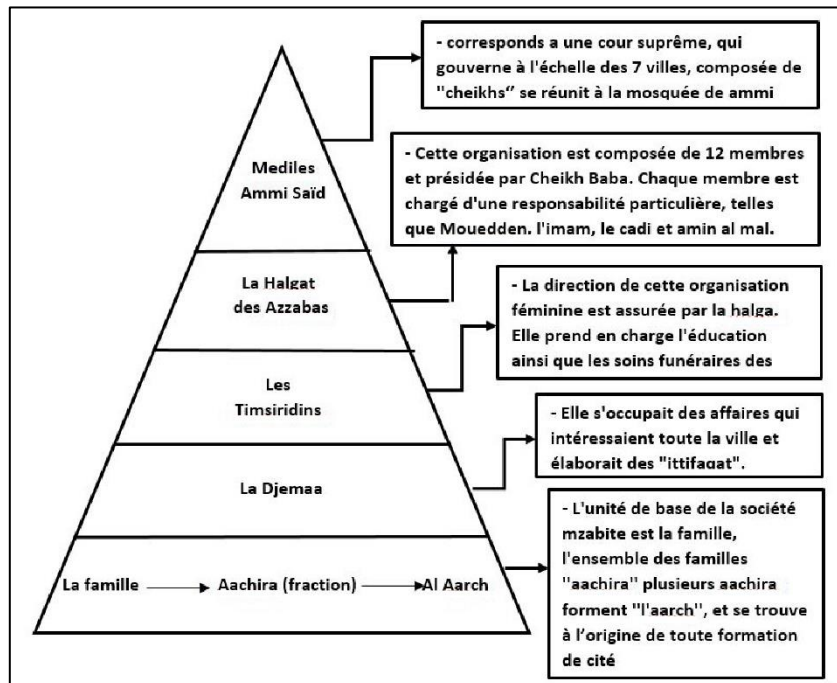 - corresponds a une cour suprême, qui
gouverne à l'échelle des 7 villes, composée de
"cheikhs" se réunit à la mosquée de ammi
Mediles
Ammi Saïd
- Cette organisation est composée de 12 membres
et présidée par Cheikh Baba. Chaque membre est
chargé d'une responsabilité particulière, telles
que Mouedden. l'imam, le cadi et amin al mal.
La Halgat
des Azzabas
- La direction de cette organisation
féminine est assurée par la halga.
Elle prend en charge l'éducation
ainsi que les soins funéraires des
Les
Timsiridins
- Elle s'occupait des affaires qui
intéressaient toute la ville et
élaborait des "ittifaqat".
La Djemaa
- L'unité de base de la société
mzabite est la famille,
l'ensemble des familles
"aachira" plusieurs aachira
forment "l'aarch", et se trouve
à l'origine de toute formation
de cité
La famille Aachira (fraction) Al Aarch